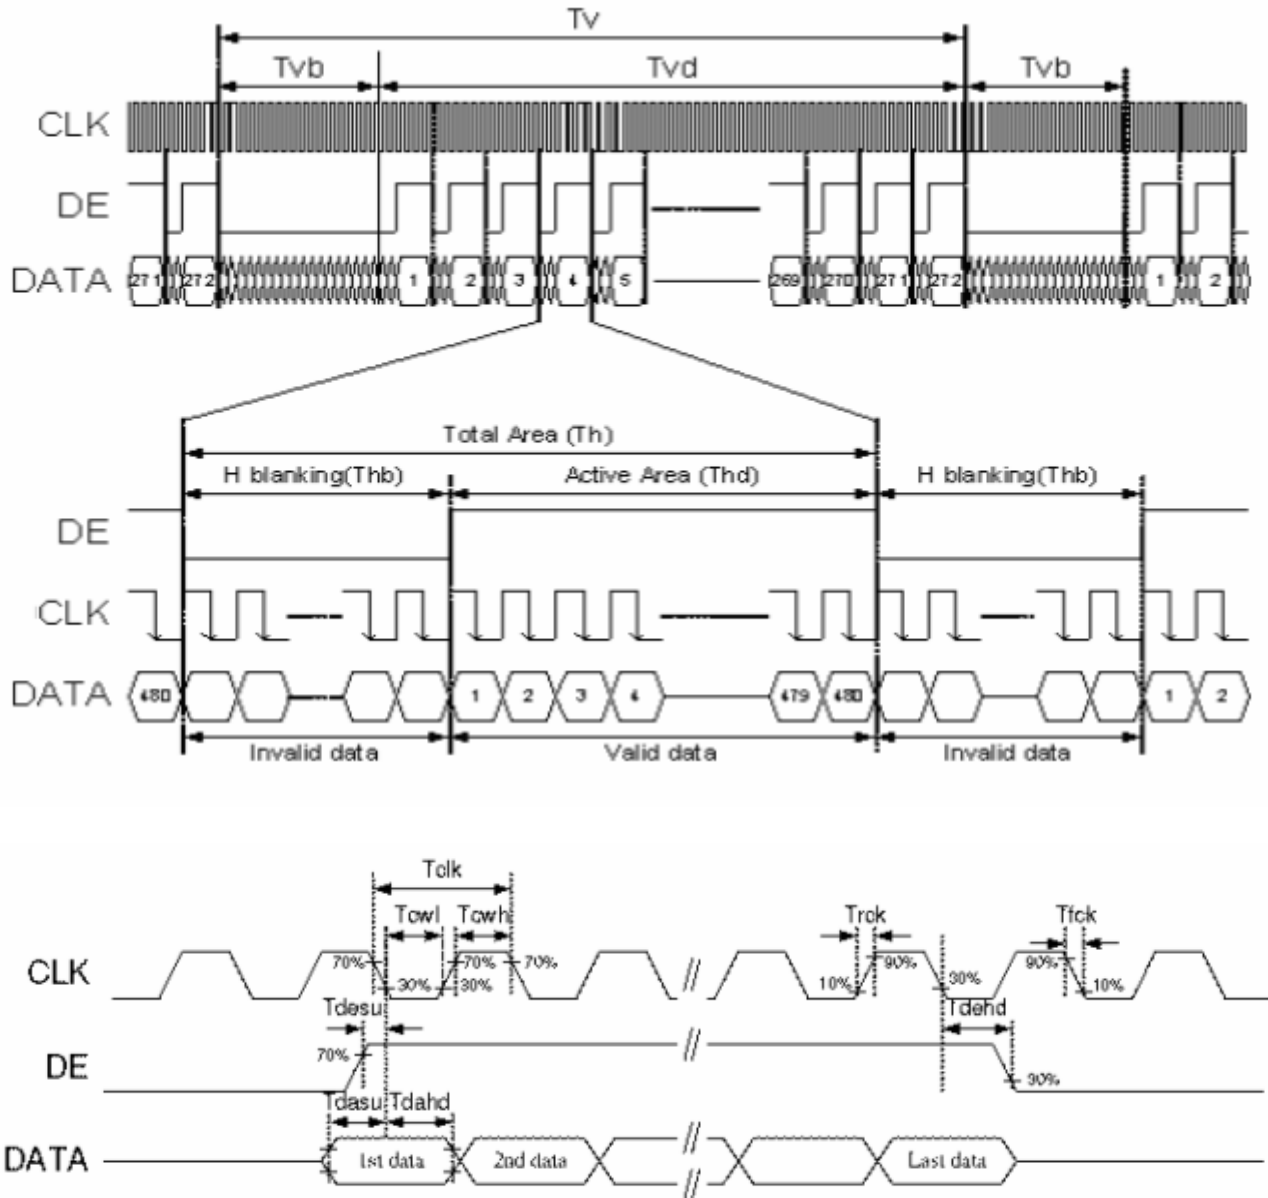 Tv
Tvb Tvd Tvb
CLK
DE
DATA 271 272 1 2 3 4 5 269 270 271 272 1 2
Total Area (Th)
H blanking(Thb) Active Area (Thd) H blanking(Thb)
DE
CLK
DATA 480 1 2 3 4 479 480 1 2
Invalid data Valid data Invalid data
Tclk
Tcwl Tcwh Trck Tfck
CLK 70% 30% 70% 30% 70% 10% 90% 30% 90% 10%
Tdesu Tdehd
DE 70% 30%
Tdasu Tdahd
DATA 1st data 2nd data Last data